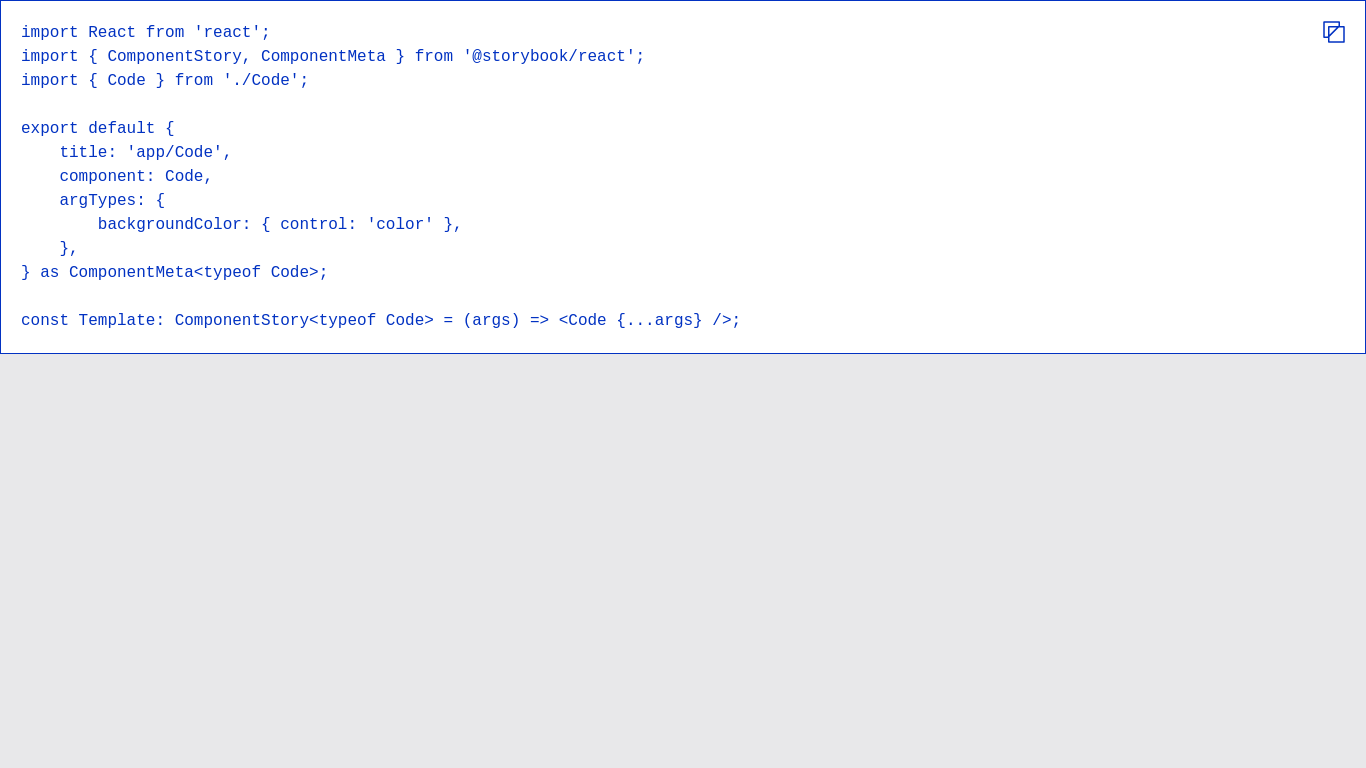 import React from 'react';
import { ComponentStory, ComponentMeta } from '@storybook/react';
import { Code } from './Code';

export default {
    title: 'app/Code',
    component: Code,
    argTypes: {
        backgroundColor: { control: 'color' },
    },
} as ComponentMeta<typeof Code>;

const Template: ComponentStory<typeof Code> = (args) => <Code {...args} />;